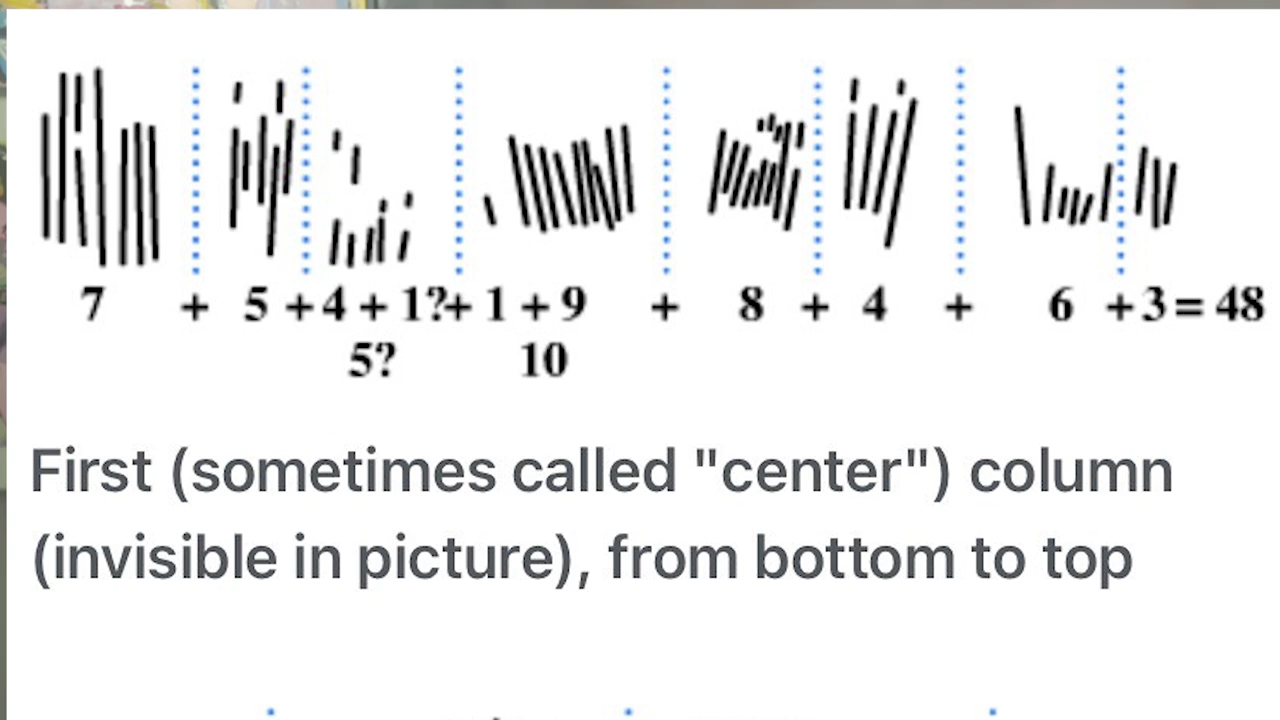 7 + 5 + 4 + 1?+ 1 + 9 + 8 + 4 + 6 + 3 = 48
5? 10
First (sometimes called "center") column
(invisible in picture), from bottom to top